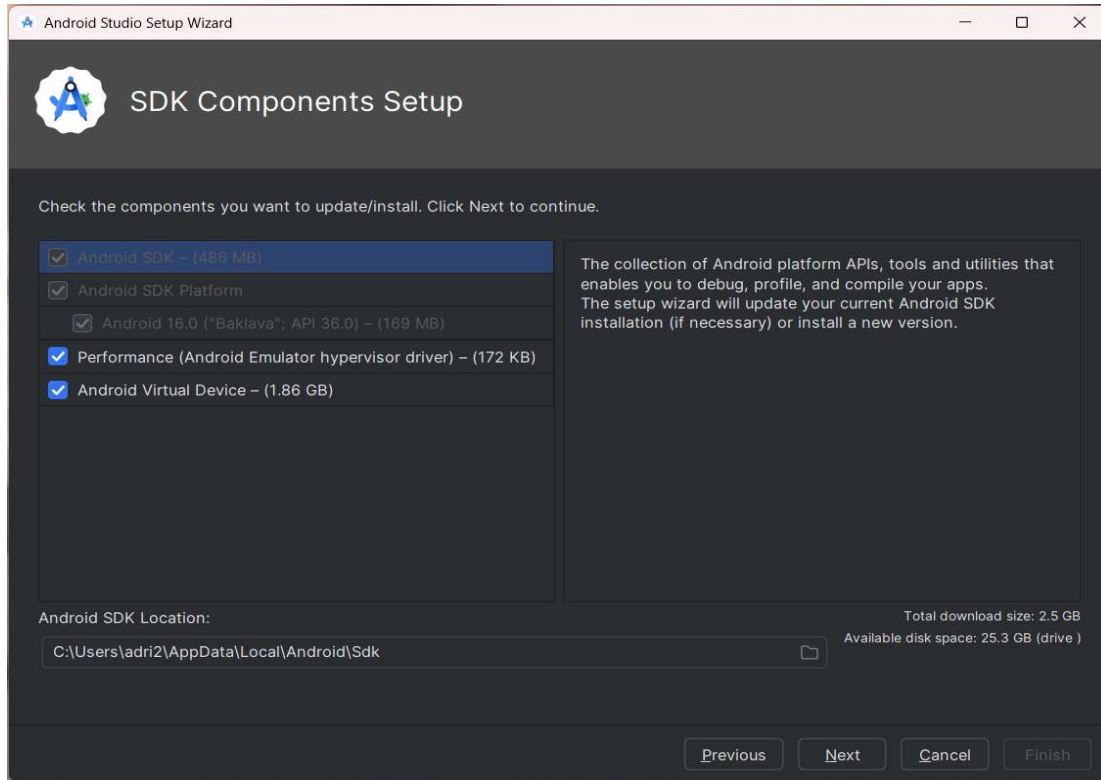 Android Studio Setup Wizard
SDK Components Setup
Check the components you want to update/install. Click Next to continue.
Android SDK – (486 MB)
Android SDK Platform
Android 16.0 ("Baklava"; API 36.0) – (169 MB)
Performance (Android Emulator hypervisor driver) – (172 KB)
Android Virtual Device – (1.86 GB)
The collection of Android platform APIs, tools and utilities that
enables you to debug, profile, and compile your apps.
The setup wizard will update your current Android SDK
installation (if necessary) or install a new version.
Android SDK Location:
Total download size: 2.5 GB
Available disk space: 25.3 GB (drive )
C:\Users\adri2\AppData\Local\Android\Sdk
Previous
Next
Cancel
Finish